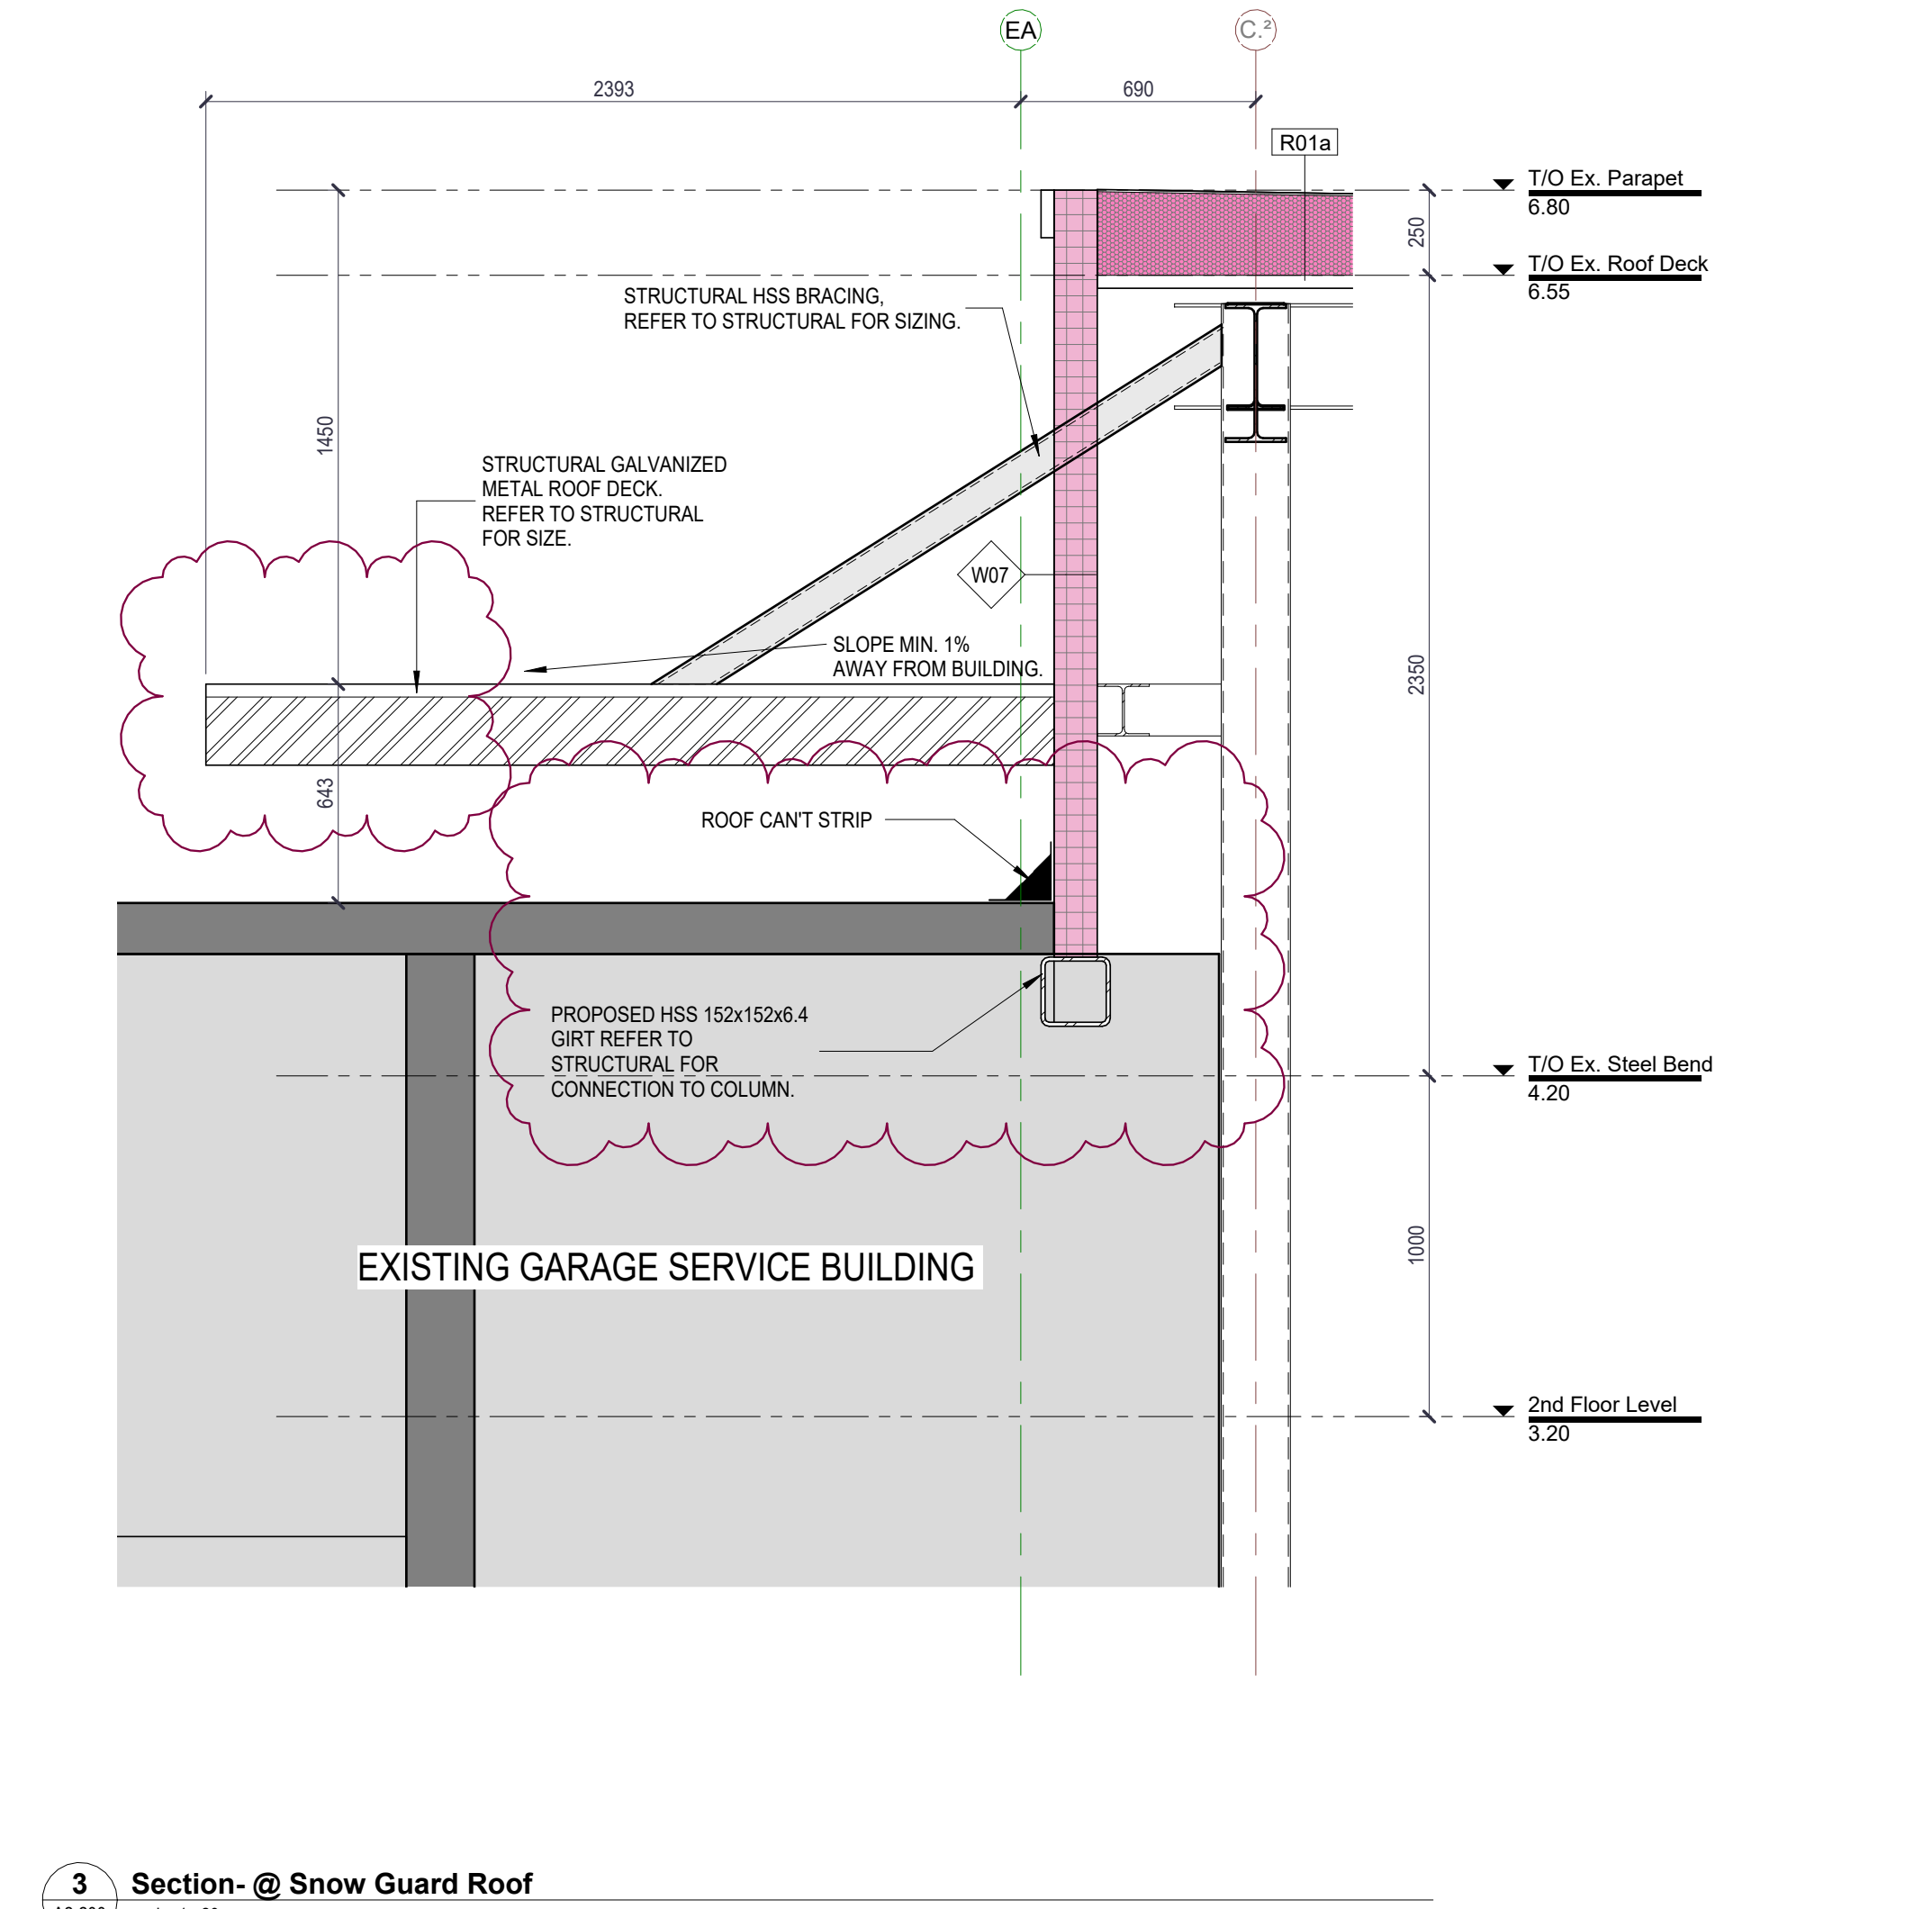 EA
C.²
2393
690
R01a
T/O Ex. Parapet
6.80
250
T/O Ex. Roof Deck
6.55
STRUCTURAL HSS BRACING,
REFER TO STRUCTURAL FOR SIZING.
1450
STRUCTURAL GALVANIZED
METAL ROOF DECK.
REFER TO STRUCTURAL
FOR SIZE.
W07
SLOPE MIN. 1%
AWAY FROM BUILDING.
2350
643
ROOF CAN'T STRIP
PROPOSED HSS 152x152x6.4
GIRT REFER TO
STRUCTURAL FOR
CONNECTION TO COLUMN.
T/O Ex. Steel Bend
4.20
1000
EXISTING GARAGE SERVICE BUILDING
2nd Floor Level
3.20
3
Section- @ Snow Guard Roof